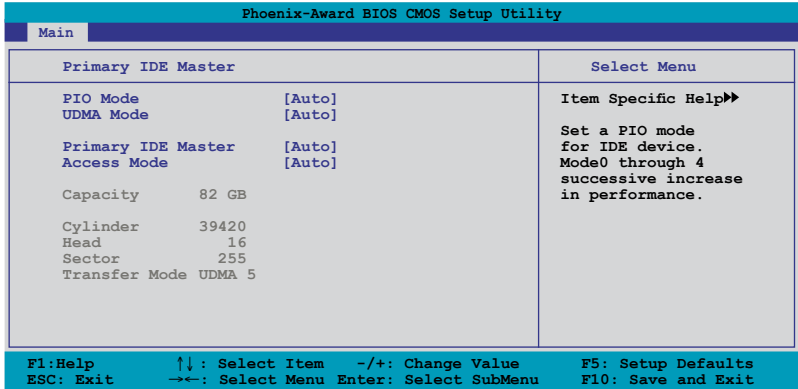 Phoenix-Award BIOS CMOS Setup Utility
Main
Primary IDE Master
Select Menu
PIO Mode [Auto]
UDMA Mode [Auto]
Primary IDE Master [Auto]
Access Mode [Auto]
Capacity 82 GB
Cylinder 39420
Head 16
Sector 255
Transfer Mode UDMA 5
Item Specific Help▶▶
Set a PIO mode
for IDE device.
Mode0 through 4
successive increase
in performance.
F1:Help ↑↓: Select Item -/+: Change Value F5: Setup Defaults
ESC: Exit →←: Select Menu Enter: Select SubMenu F10: Save and Exit